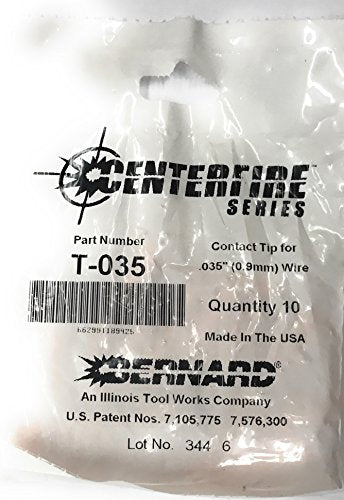 CENTERFIRE™
SERIES
Part Number
T-035
Contact Tip for
.035" (0.9mm) Wire
Quantity 10
Made In The USA
BERNARD®
An Illinois Tool Works Company
U.S. Patent Nos. 7,105,775 7,576,300
Lot No. 344 6